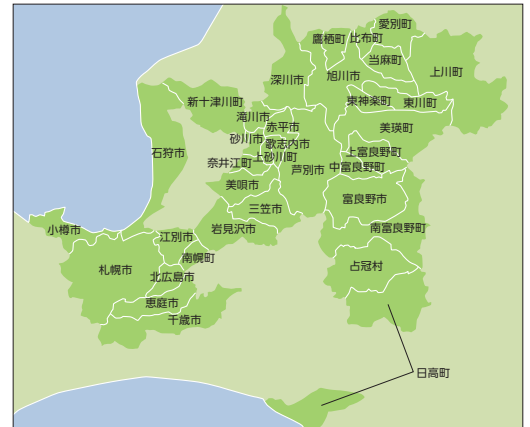 愛別町
鷹栖町
比布町
当麻町
上川町
旭川市
深川市
東神楽町
東川町
新十津川町
滝川市
赤平市
美瑛町
砂川市
歌志内市
石狩市
上砂川町
上富良野町
奈井江町
芦別市
中富良野町
美唄市
富良野市
三笠市
小樽市
江別市
岩見沢市
南富良野町
南幌町
札幌市
北広島市
占冠村
恵庭市
千歳市
日高町